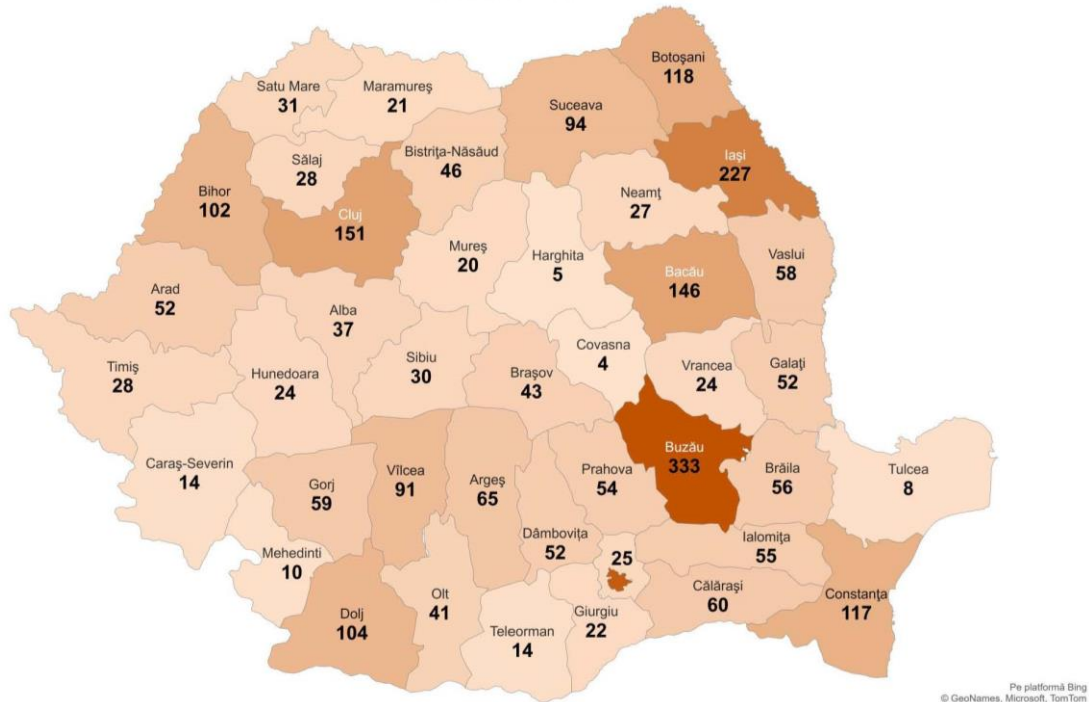 Botoşani
118
Satu Mare
31
Maramureş
21
Suceava
94
Iaşi
227
Bistriţa-Năsăud
46
Sălaj
28
Bihor
102
Cluj
151
Neamţ
27
Mureş
20
Harghita
5
Bacău
146
Vaslui
58
Arad
52
Alba
37
Timiş
28
Hunedoara
24
Sibiu
30
Braşov
43
Covasna
4
Vrancea
24
Galaţi
52
Caraş-Severin
14
Gorj
59
Vîlcea
91
Argeş
65
Prahova
54
Buzău
333
Brăila
56
Tulcea
8
Mehedinti
10
Dâmboviţa
52
25
Ialomiţa
55
Dolj
104
Olt
41
Teleorman
14
Giurgiu
22
Călăraşi
60
Constanţa
117
Pe platformă Bing
© GeoNames, Microsoft, TomTom